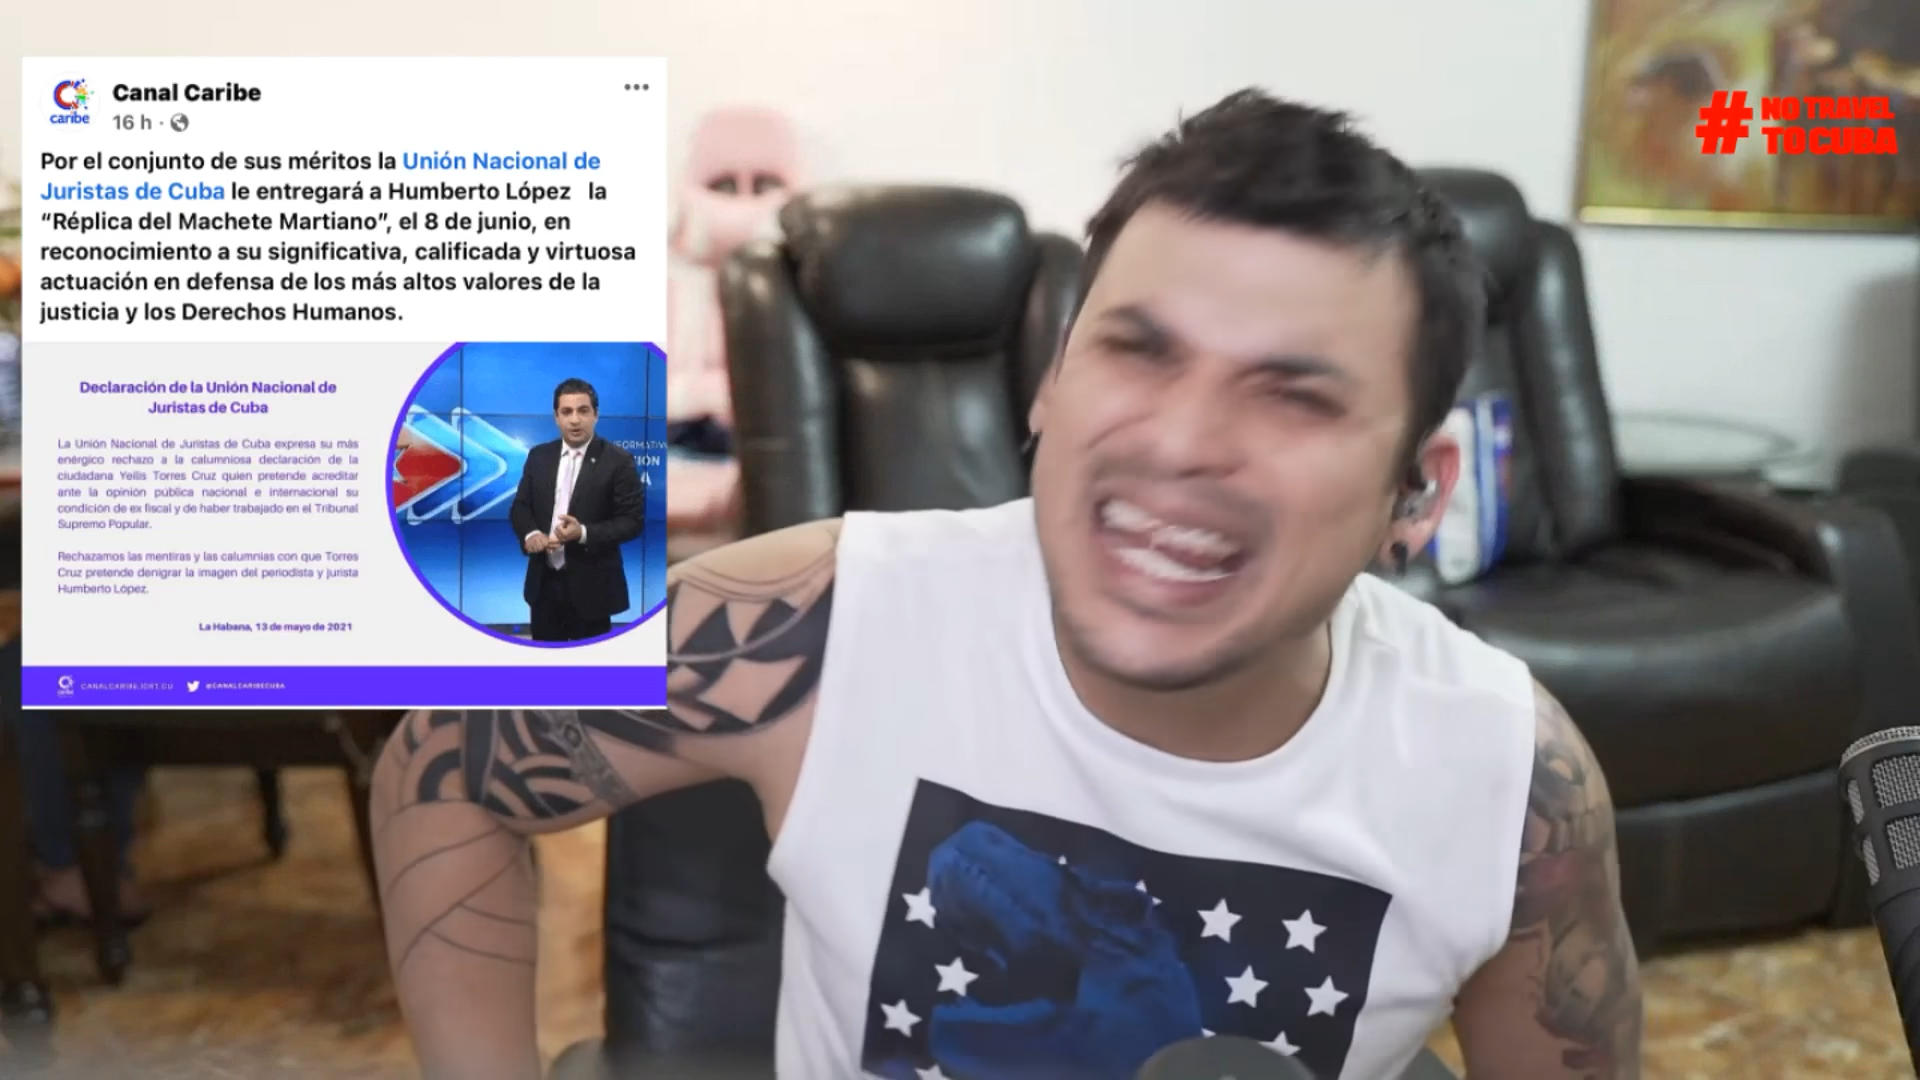 Canal Caribe
16 h ·
caribe
Por el conjunto de sus méritos la Unión Nacional de
Juristas de Cuba le entregará a Humberto López la
“Réplica del Machete Martiano”, el 8 de junio, en
reconocimiento a su significativa, calificada y virtuosa
actuación en defensa de los más altos valores de la
justicia y los Derechos Humanos.
Declaración de la Unión Nacional de
Juristas de Cuba
La Unión Nacional de Juristas de Cuba expresa su más
enérgico rechazo a la calumniosa declaración de la
ciudadana Yeilis Torres Cruz quien pretende acreditar
ante la opinión pública nacional e internacional su
condición de ex fiscal y de haber trabajado en el Tribunal
Supremo Popular.
Rechazamos las mentiras y las calumnias con que Torres
Cruz pretende denigrar la imagen del periodista y jurista
Humberto López.
La Habana, 13 de mayo de 2021
CANALCARIBE.ICRT.CU @CANALCARIBECUBA
# NO TRAVEL
TO CUBA